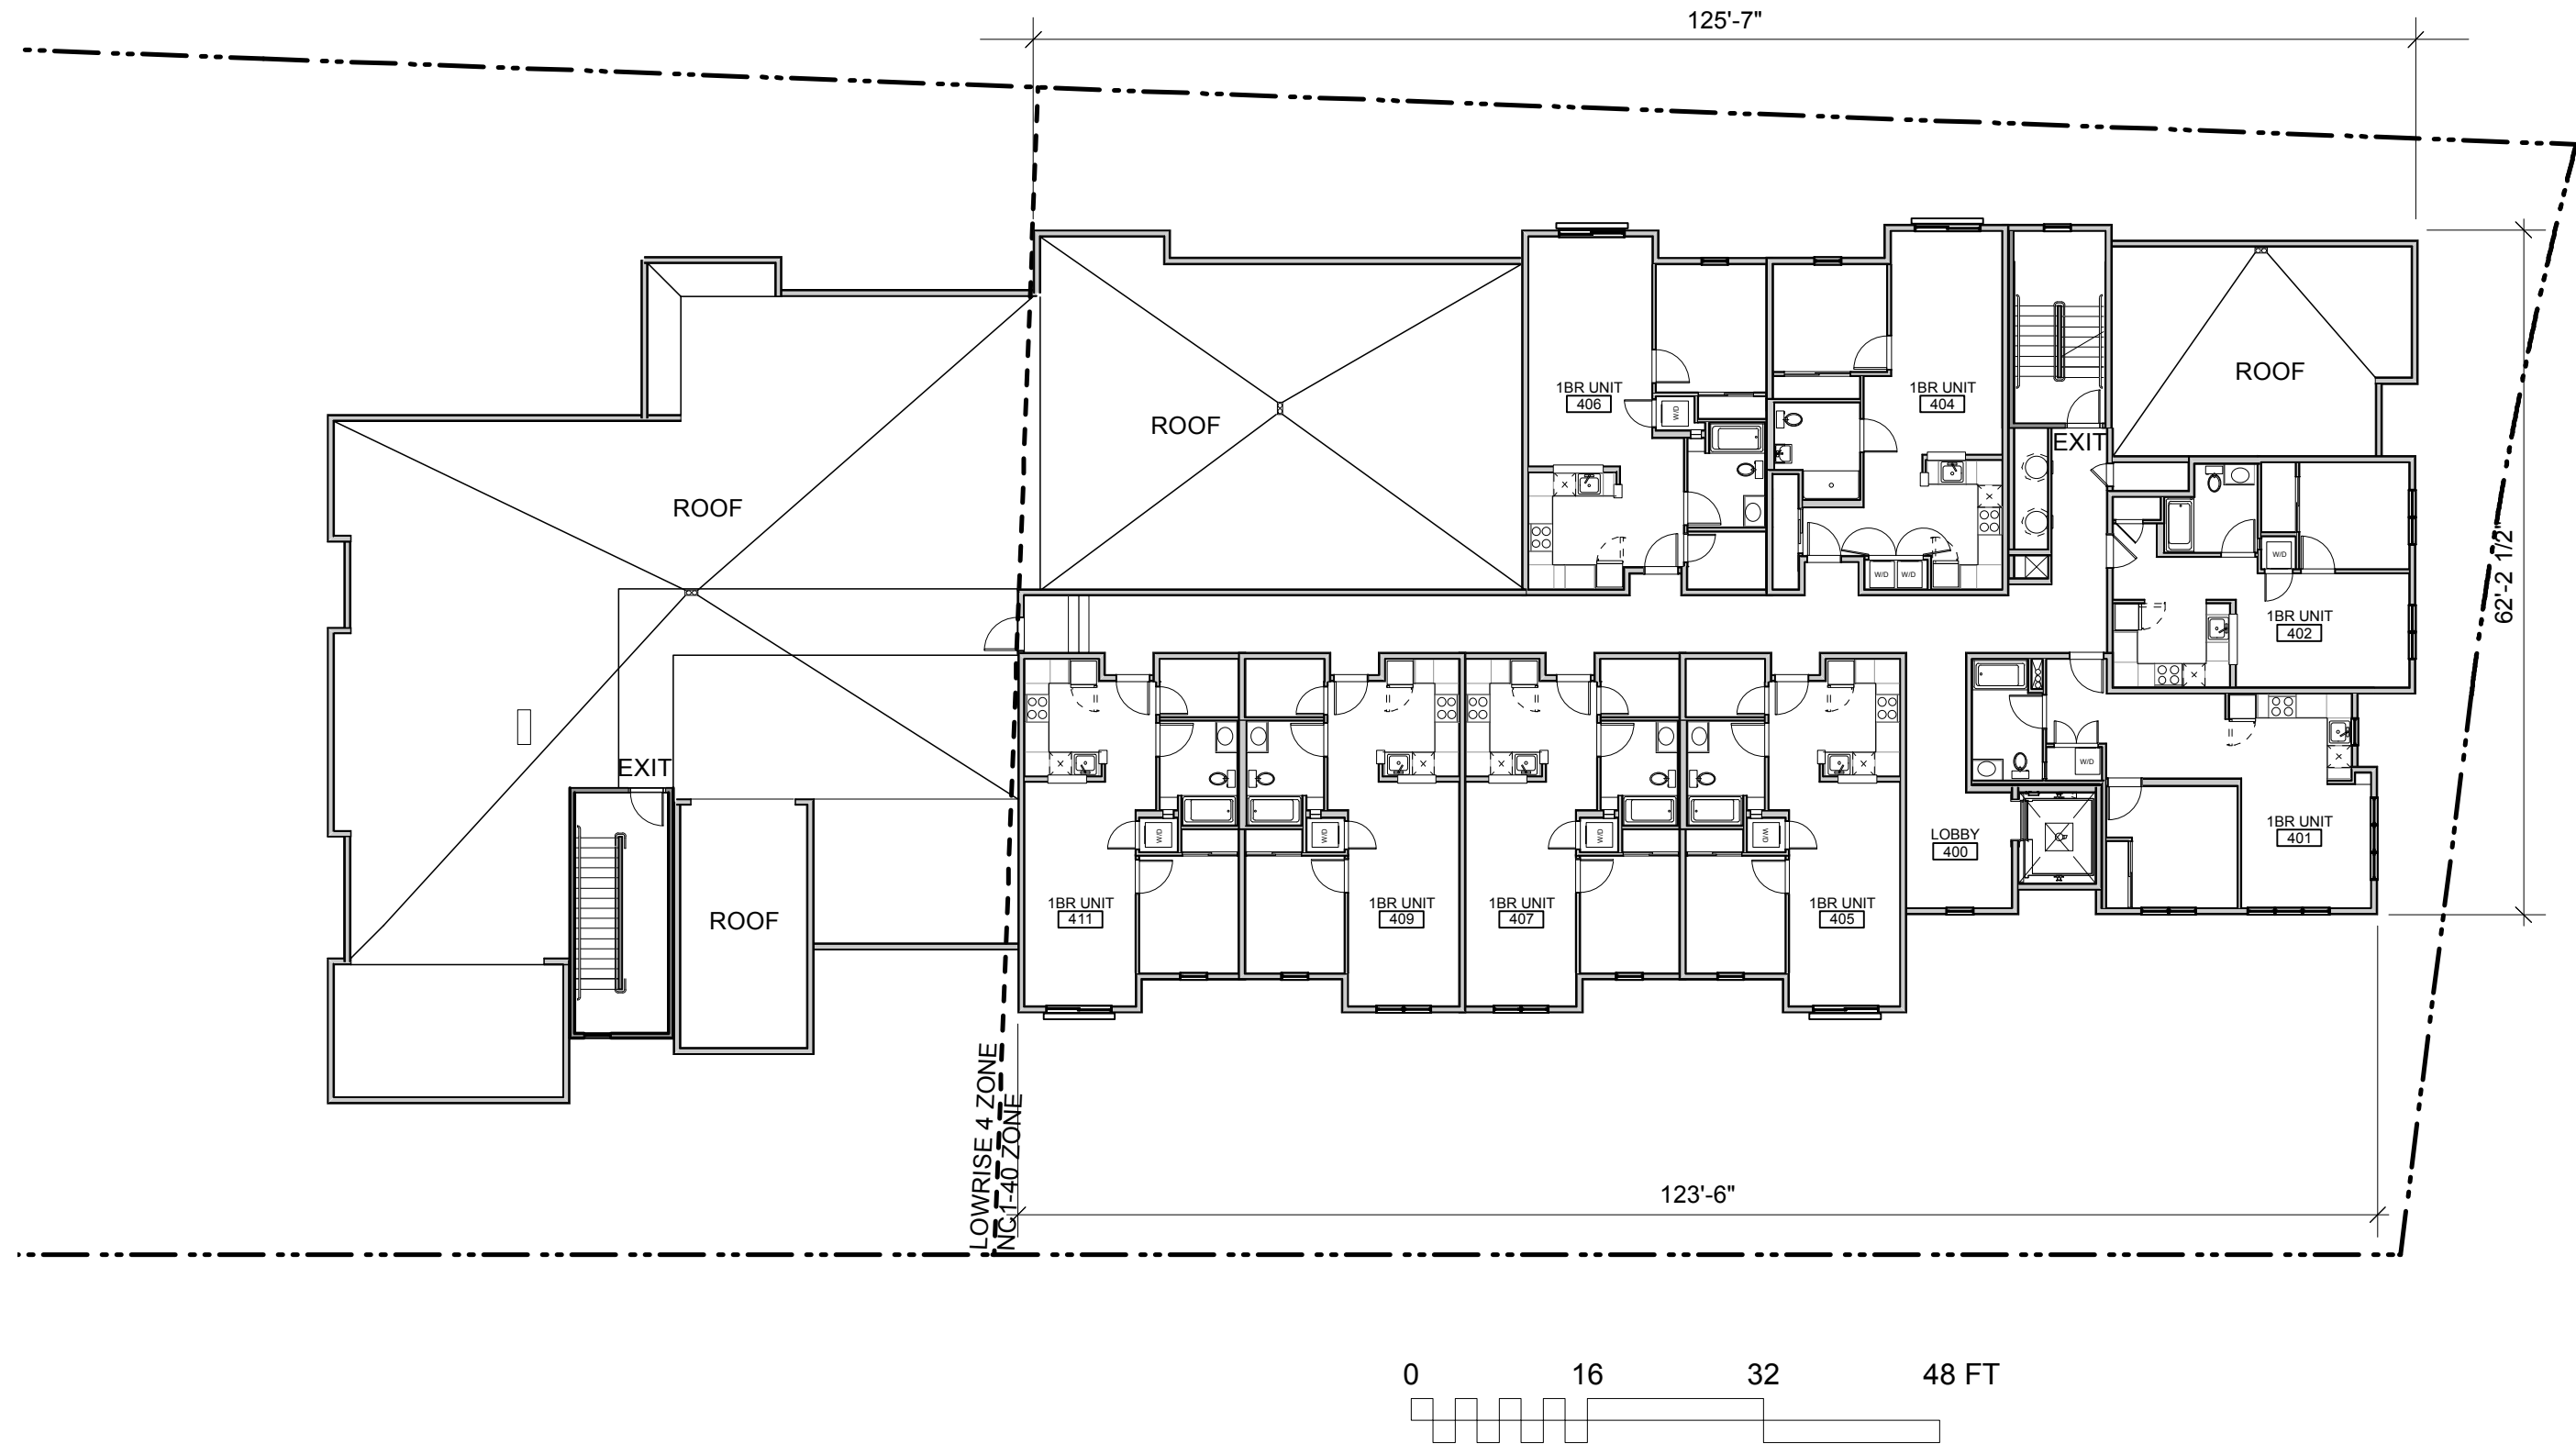 125'-7"
1BR UNIT
406
1BR UNIT
404
ROOF
ROOF
W/D
EXIT
ROOF
62'-2 1/2"
W/D
W/D
W/D
1BR UNIT
402
EXIT
W/D
1BR UNIT
401
LOBBY
400
W/D
W/D
W/D
W/D
ROOF
1BR UNIT
411
1BR UNIT
409
1BR UNIT
407
1BR UNIT
405
LOWRISE 4 ZONE
NC1-40 ZONE
123'-6"
0 16 32 48 FT